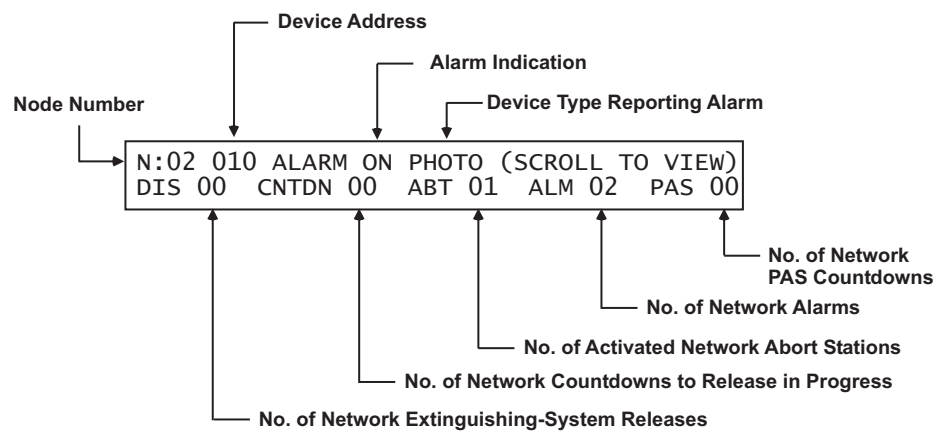 Device Address
Alarm Indication
Node Number
Device Type Reporting Alarm
N:02 010 ALARM ON PHOTO (SCROLL TO VIEW)
DIS 00 CNTDN 00 ABT 01 ALM 02 PAS 00
No. of Network
PAS Countdowns
No. of Network Alarms
No. of Activated Network Abort Stations
No. of Network Countdowns to Release in Progress
No. of Network Extinguishing-System Releases